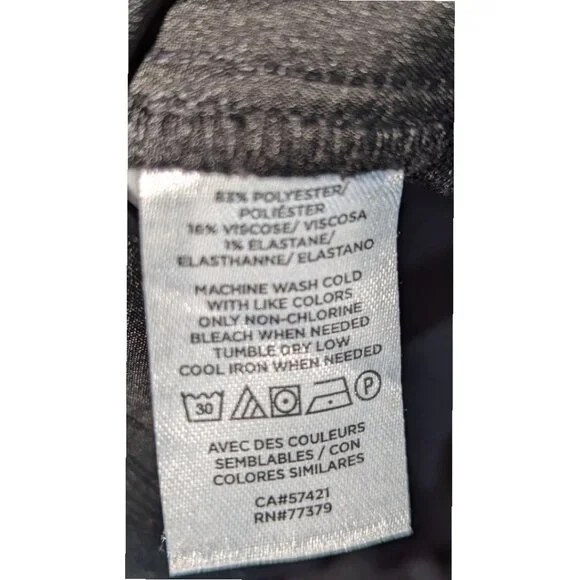 83% POLYESTER/
POLIÉSTER
16% VISCOSE/ VISCOSA
1% ELASTANE/
ELASTHANNE/ ELASTANO
MACHINE WASH COLD
WITH LIKE COLORS
ONLY NON-CHLORINE
BLEACH WHEN NEEDED
TUMBLE DRY LOW
COOL IRON WHEN NEEDED
30 P
AVEC DES COULEURS
SEMBLABLES / CON
COLORES SIMILARES
CA#57421
RN#77379